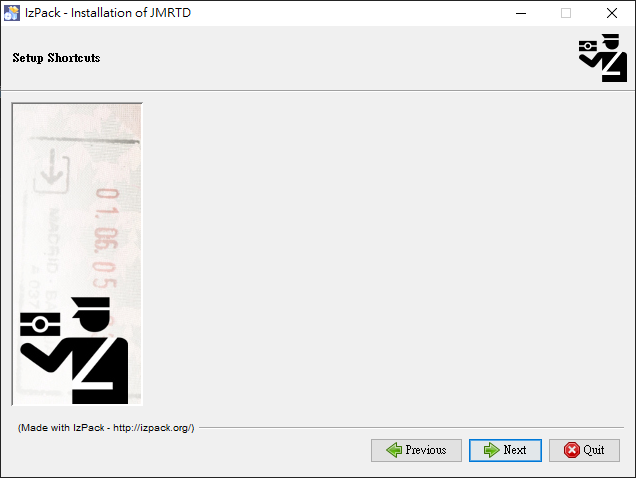 IzPack - Installation of JMRTD
Setup Shortcuts
01.06.05
MADRID - BA
(Made with IzPack - http://izpack.org/)
Previous
Next
Quit